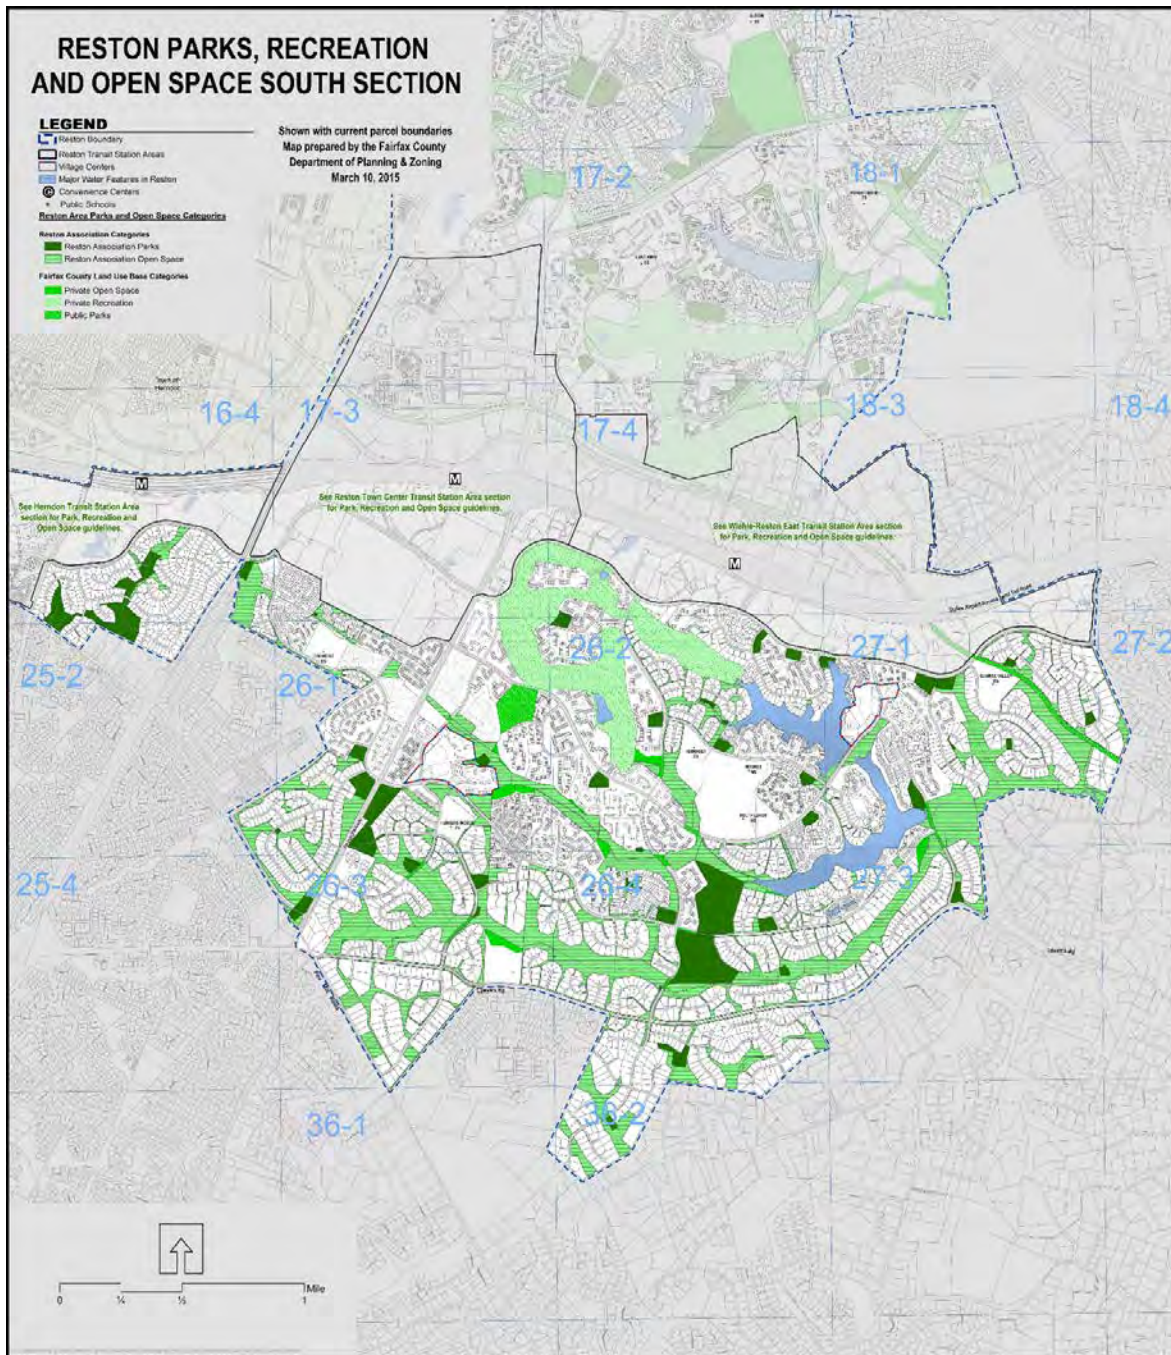 RESTON PARKS, RECREATION
AND OPEN SPACE SOUTH SECTION
LEGEND
Reston Boundary
Reston Transit Station Areas
Village Centers
Major Water Features in Reston
C Convenience Centers
Public Schools
Reston Area Parks and Open Space Categories
Reston Association Categories
Reston Association Parks
Reston Association Open Space
Fairfax County Land Use Base Categories
Private Open Space
Private Recreation
Public Parks
Shown with current parcel boundaries
Map prepared by the Fairfax County
Department of Planning & Zoning
March 10, 2015
17-2
18-1
Town of
Herndon
16-4
17-3
17-4
18-3
18-4
M
M
M
See Herndon Transit Station Area
section for Park, Recreation and
Open Space guidelines.
See Reston Town Center Transit Station Area section
for Park, Recreation and Open Space guidelines.
See Wiehle-Reston East Transit Station Area section
for Park, Recreation and Open Space guidelines.
25-2
26-1
26-2
27-1
27-2
25-4
26-3
26-4
27-3
36-1
36-2
Mile
0
¼
½
1